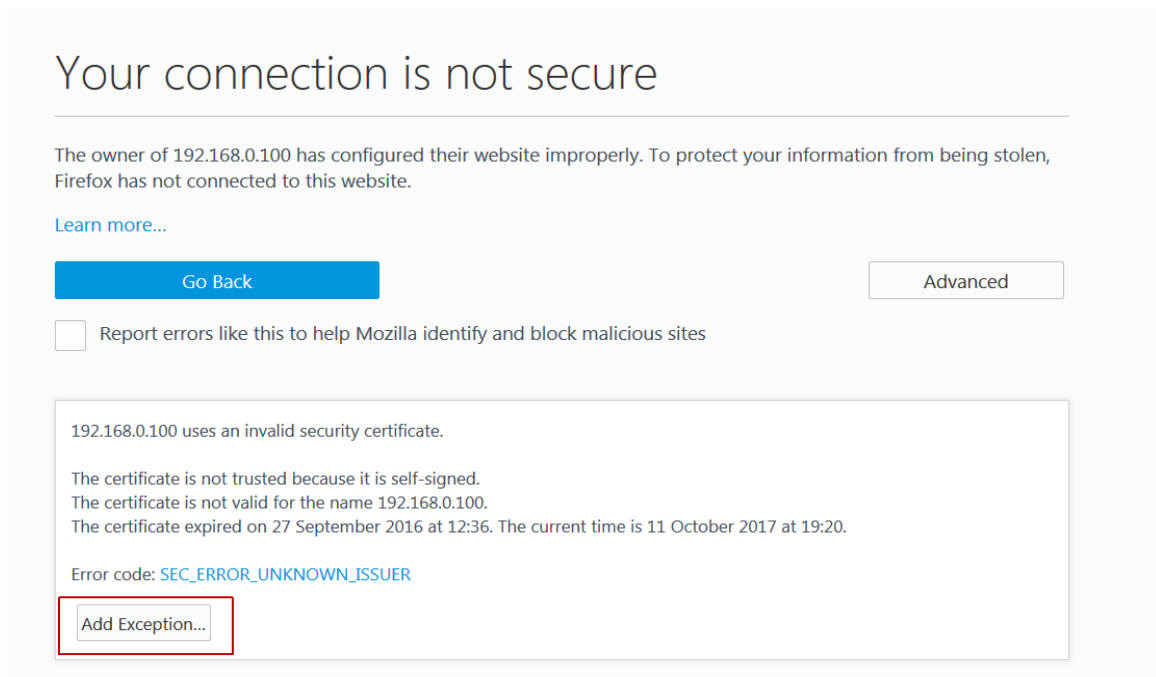 Your connection is not secure
The owner of 192.168.0.100 has configured their website improperly. To protect your information from being stolen,
Firefox has not connected to this website.
Learn more...
Go Back
Advanced
Report errors like this to help Mozilla identify and block malicious sites
192.168.0.100 uses an invalid security certificate.
The certificate is not trusted because it is self-signed.
The certificate is not valid for the name 192.168.0.100.
The certificate expired on 27 September 2016 at 12:36. The current time is 11 October 2017 at 19:20.
Error code: SEC_ERROR_UNKNOWN_ISSUER
Add Exception...